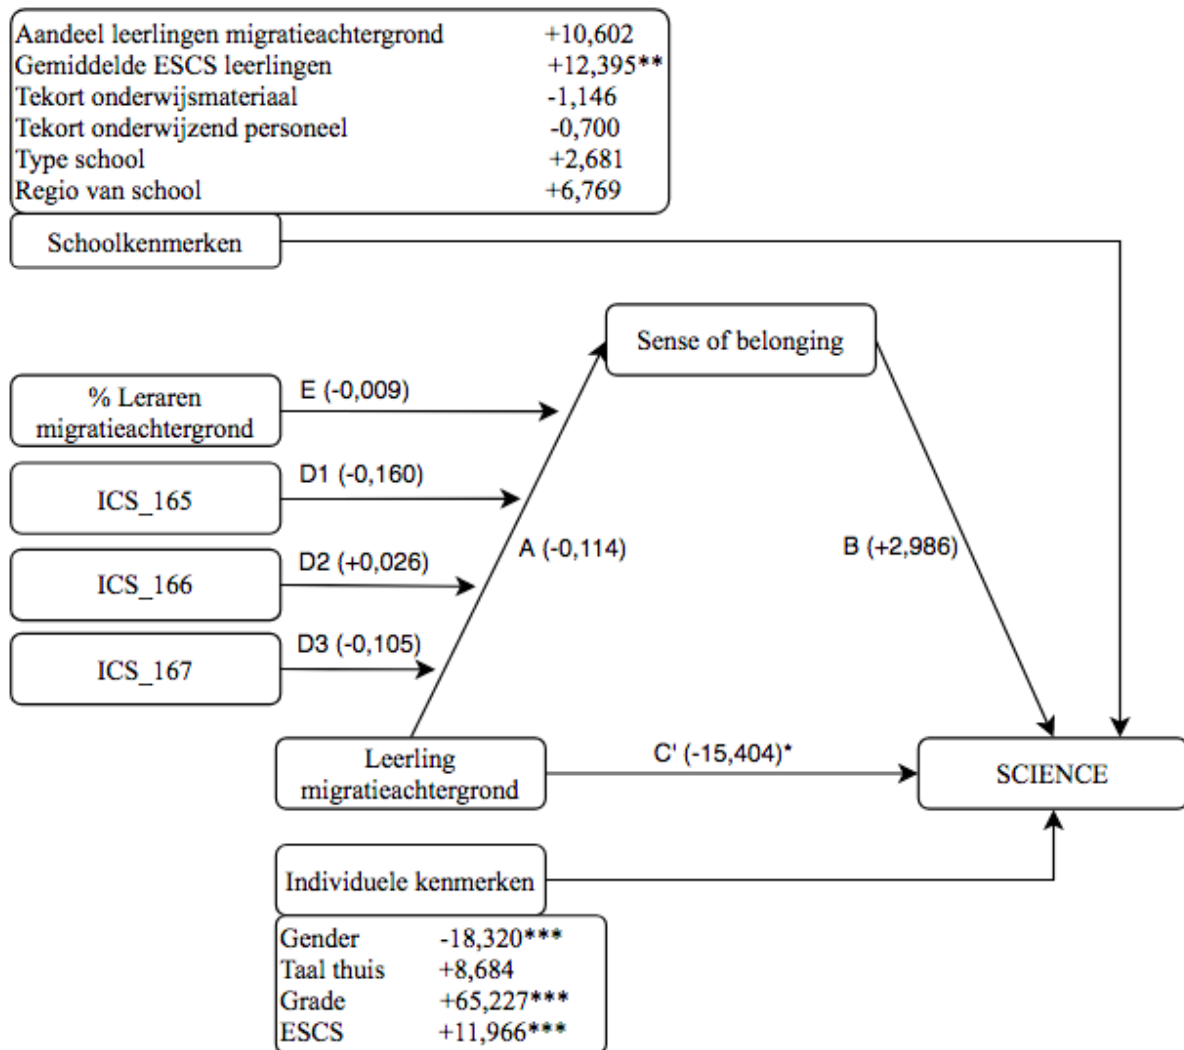 Aandeel leerlingen migratieachtergrond +10,602
Gemiddelde ESCS leerlingen +12,395**
Tekort onderwijsmateriaal -1,146
Tekort onderwijzend personeel -0,700
Type school +2,681
Regio van school +6,769
Schoolkenmerken
Sense of belonging
% Leraren
migratieachtergrond
E (-0,009)
ICS_165
D1 (-0,160)
A (-0,114)
B (+2,986)
ICS_166
D2 (+0,026)
ICS_167
D3 (-0,105)
Leerling
migratieachtergrond
C' (-15,404)*
SCIENCE
Individuele kenmerken
Gender -18,320***
Taal thuis +8,684
Grade +65,227***
ESCS +11,966***